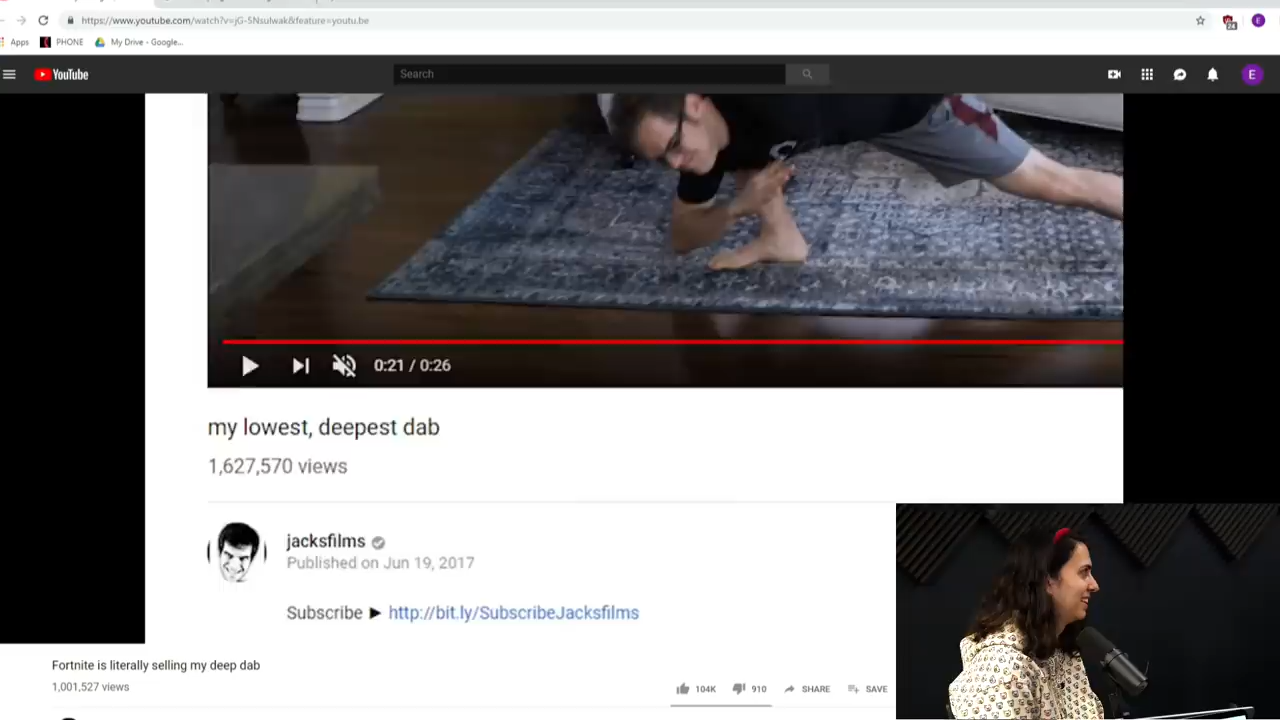 https://www.youtube.com/watch?v=jG-5Nsulwak&feature=youtu.be
Apps PHONE My Drive - Google...
YouTube Search E
0:21 / 0:26
my lowest, deepest dab
1,627,570 views
jacksfilms
Published on Jun 19, 2017
Subscribe ► http://bit.ly/SubscribeJacksfilms
Fortnite is literally selling my deep dab
1,001,527 views
104K 910 SHARE SAVE